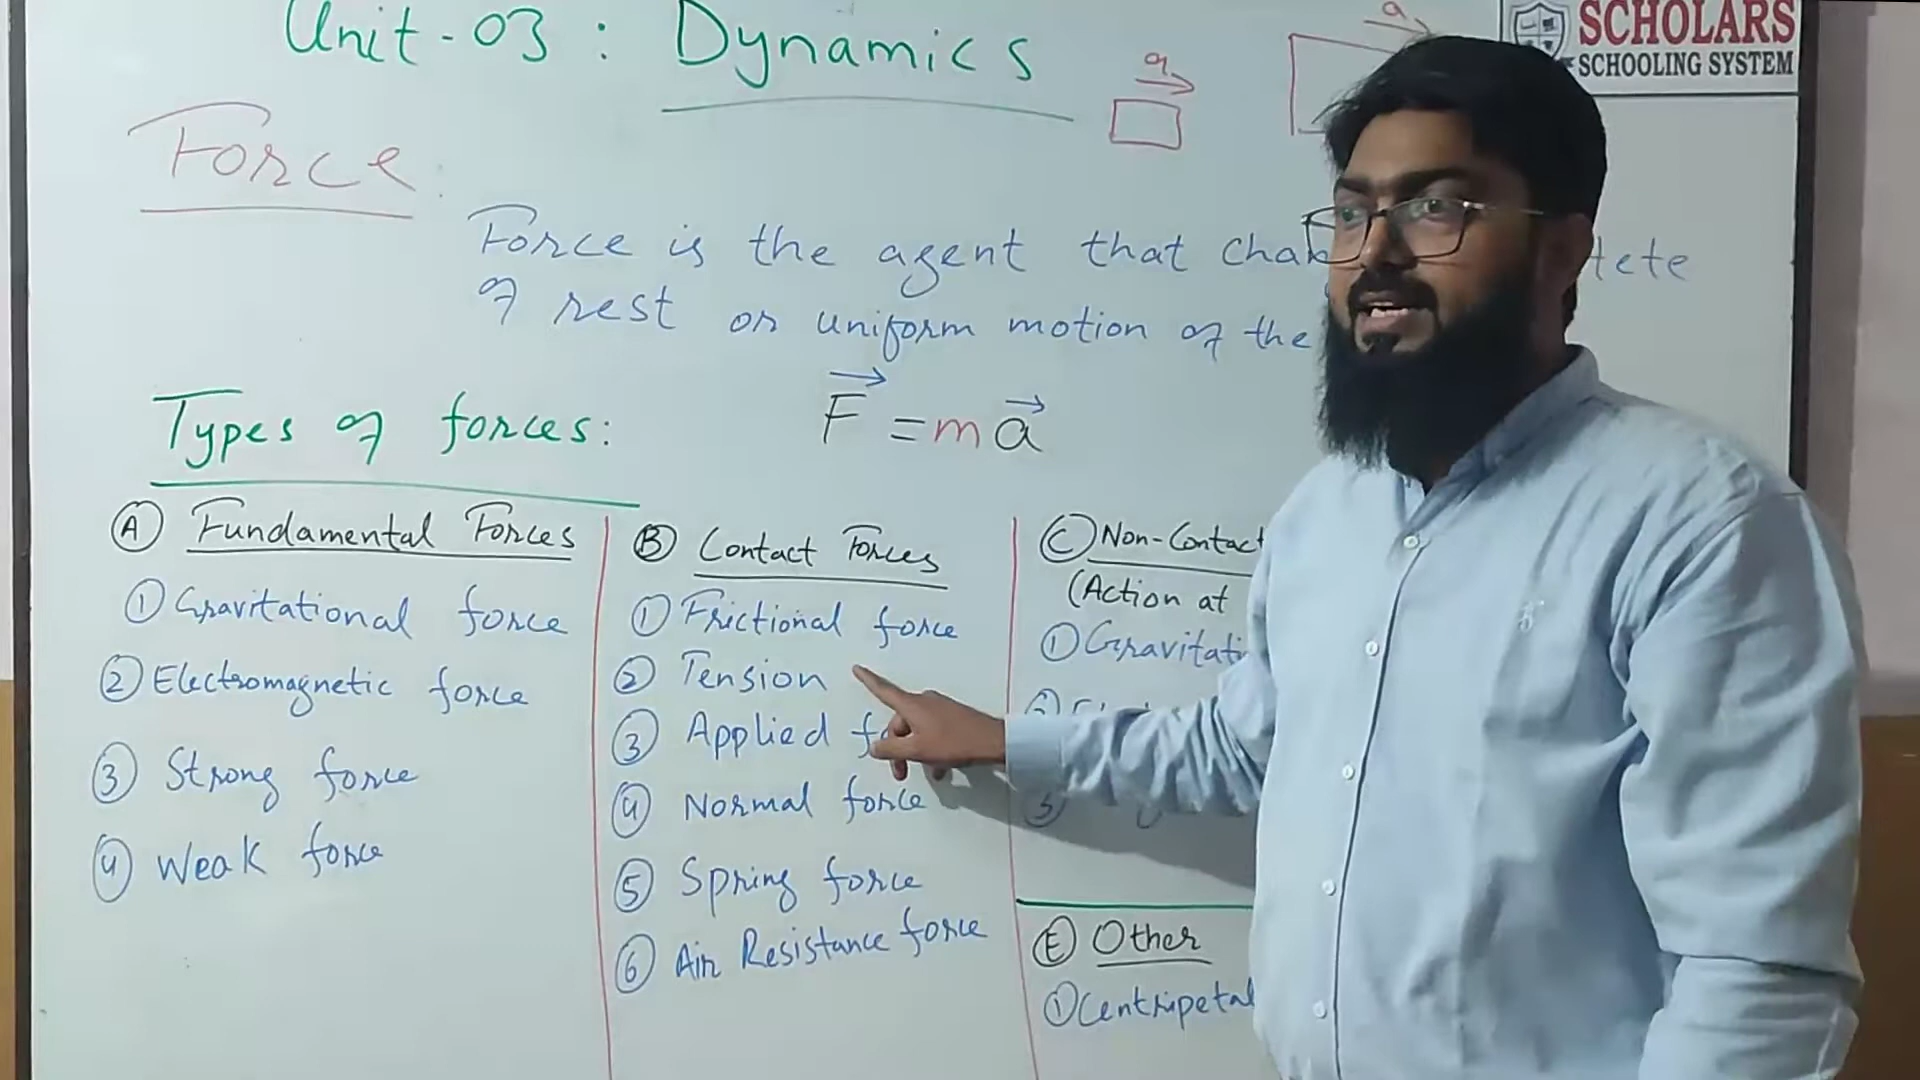 Unit-03 : Dynamics
a
a
SCHOLARS
SCHOOLING SYSTEM
Force :
Force is the agent that
of rest or uniform motion of the
F = ma
Types of forces:
A Fundamental Forces
① Gravitational force
② Electromagnetic force
③ Strong force
④ Weak force
B Contact Forces
① Frictional force
② Tension
③ Applied
④ Normal force
⑤ Spring force
⑥ Air Resistance force
C Non-Contact
(Action at
①
E Other
① Centripetal